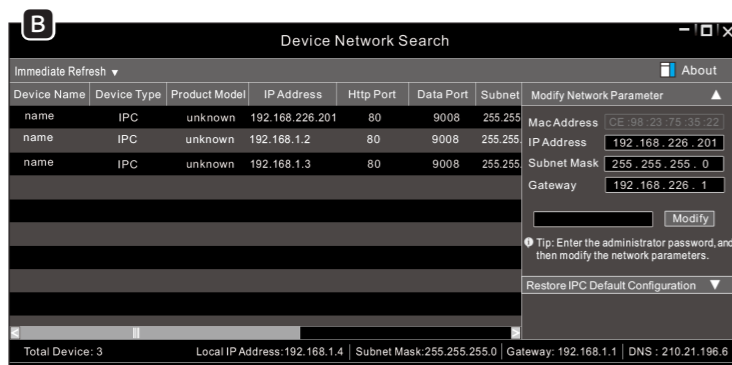 B
Device Network Search
Immediate Refresh ▼
About
Device Name Device Type Product Model IP Address Http Port Data Port Subnet
name IPC unknown 192.168.226.201 80 9008 255.255
name IPC unknown 192.168.1.2 80 9008 255.255.
name IPC unknown 192.168.1.3 80 9008 255.255.
Modify Network Parameter ▲
Mac Address CE:98:23:75:35:22
IP Address 192.168.226.201
Subnet Mask 255.255.255.0
Gateway 192.168.226.1
Modify
Tip: Enter the administrator password, and
then modify the network parameters.
Restore IPC Default Configuration ▼
Total Device: 3 Local IP Address:192.168.1.4 Subnet Mask:255.255.255.0 Gateway: 192.168.1.1 DNS : 210.21.196.6